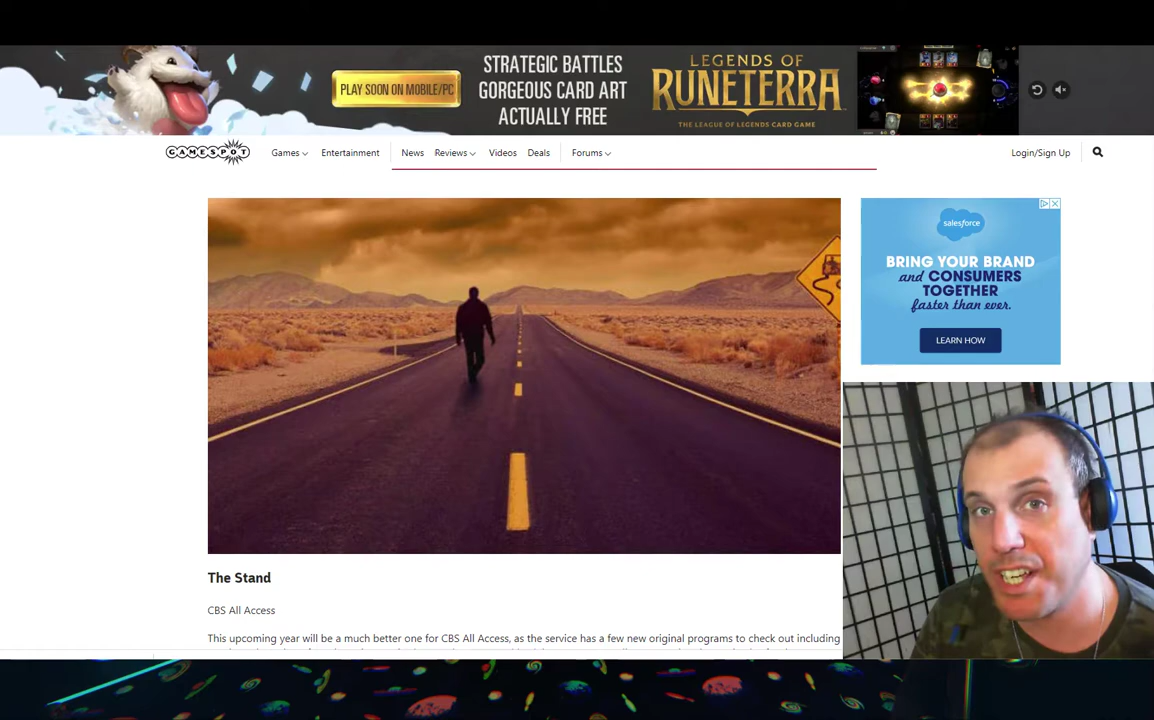 PLAY SOON ON MOBILE/PC
STRATEGIC BATTLES
GORGEOUS CARD ART
ACTUALLY FREE
LEGENDS OF
RUNETERRA
THE LEAGUE OF LEGENDS CARD GAME
GAMESPOT
Games
Entertainment
News
Reviews
Videos
Deals
Forums
Login/Sign Up
salesforce
BRING YOUR BRAND
and CONSUMERS
TOGETHER
faster than ever.
LEARN HOW
The Stand
CBS All Access
This upcoming year will be a much better one for CBS All Access, as the service has a few new original programs to check out including